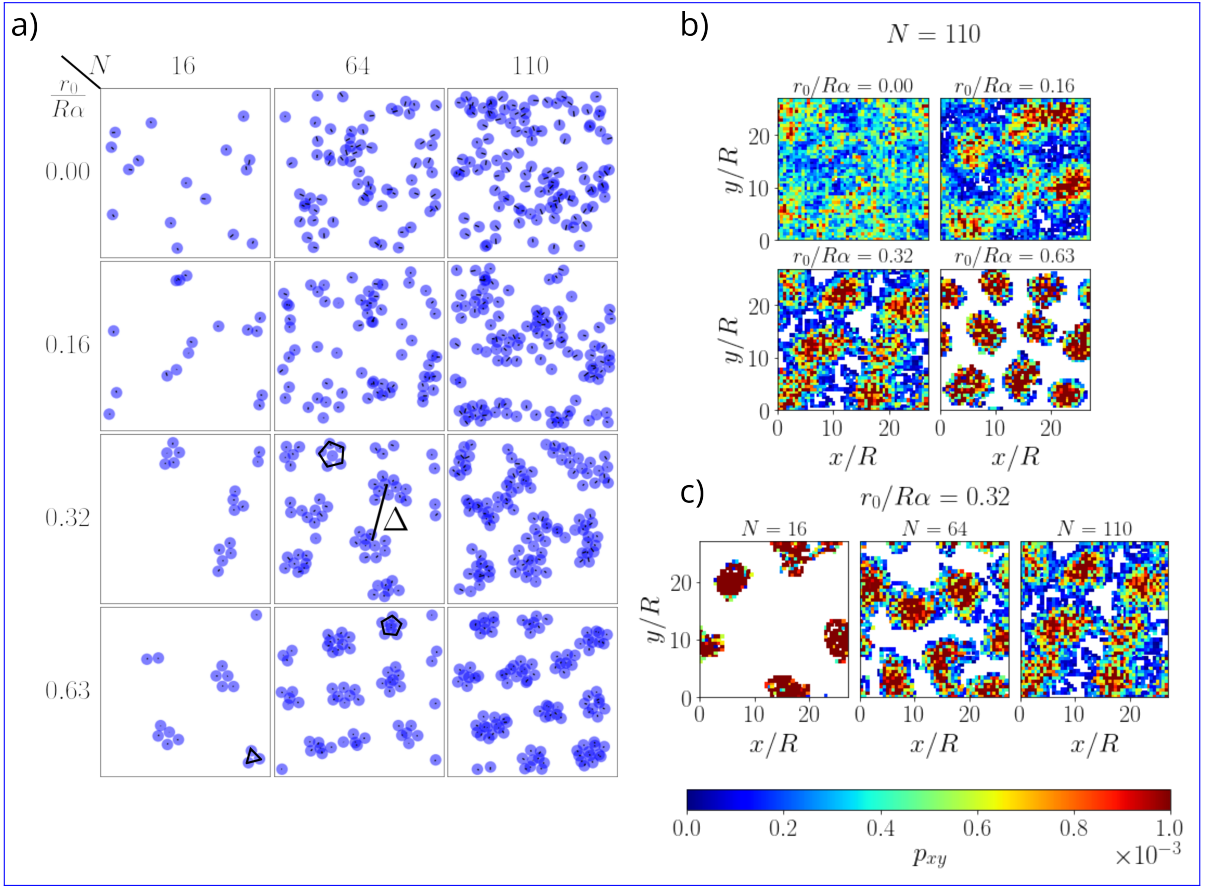 a)
N 16 64 110
r₀/Rα
0.00
0.16
0.32
Δ
0.63
b)
N = 110
r₀/Rα = 0.00 r₀/Rα = 0.16
y/R 20 10 0
r₀/Rα = 0.32 r₀/Rα = 0.63
y/R 20 10 0
0 10 20 0 10 20
x/R x/R
c)
r₀/Rα = 0.32
N = 16 N = 64 N = 110
y/R 20 10 0
0 10 20 0 10 20 0 10 20
x/R x/R x/R
0.0 0.2 0.4 0.6 0.8 1.0
pₓᵧ ×10⁻³